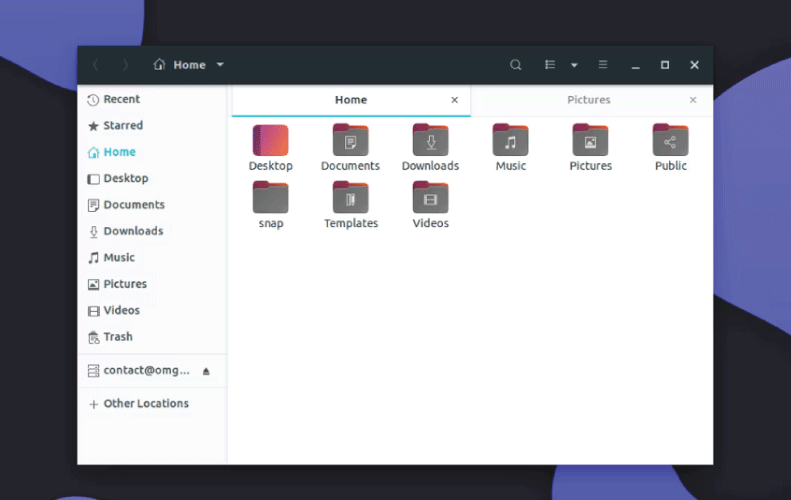 Home
Recent
Starred
Home
Desktop
Documents
Downloads
Music
Pictures
Videos
Trash
contact@omg...
Other Locations
Home Pictures
Desktop Documents Downloads Music Pictures Public
snap Templates Videos